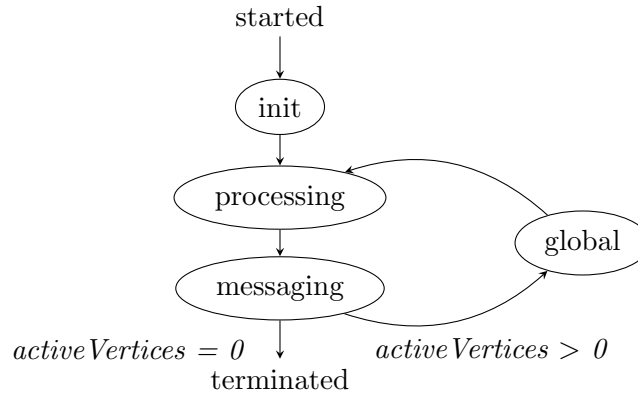 started
init
processing
global
messaging
activeVertices = 0
activeVertices > 0
terminated